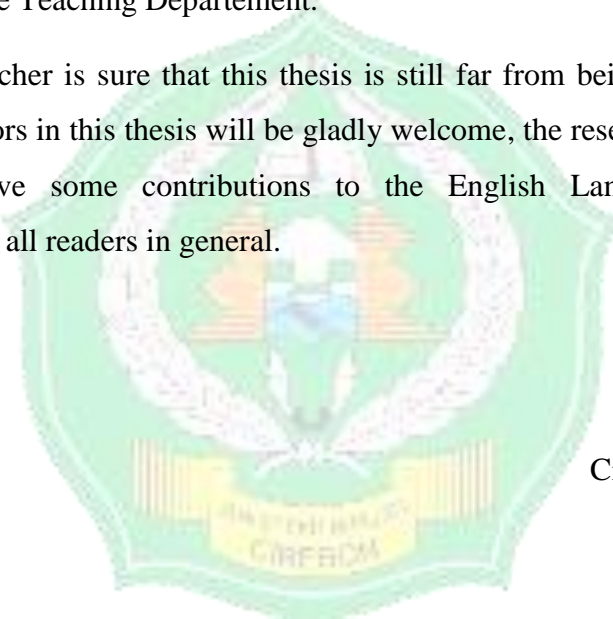 e Teaching Departement.
cher is sure that this thesis is still far from bei
ors in this thesis will be gladly welcome, the rese
ve some contributions to the English Lan
all readers in general.
C
CIREBON